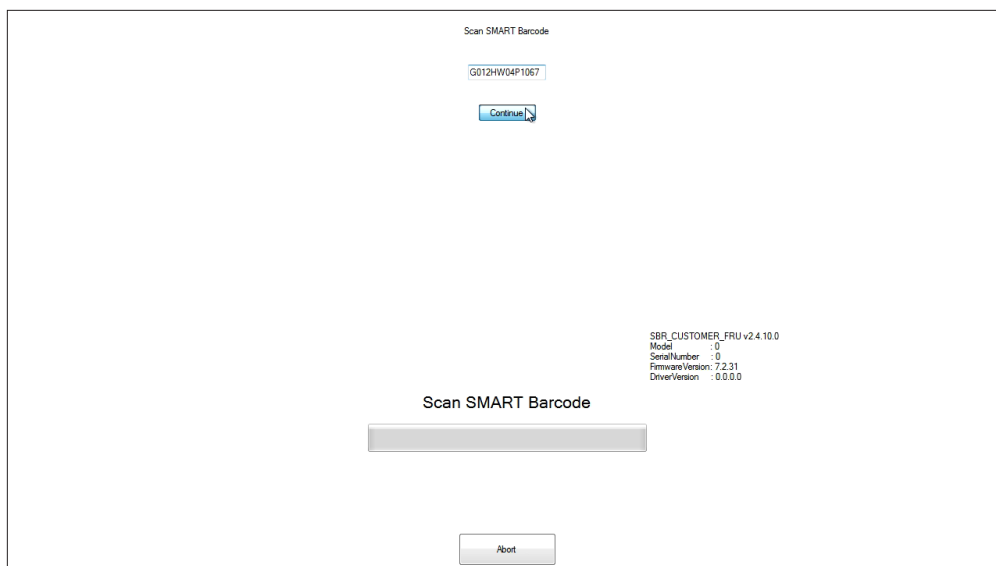 Scan SMART Barcode
G012HW04P1067
Continue
SBR_CUSTOMER_FRU v2.4.10.0
Model : 0
SerialNumber : 0
FirmwareVersion: 7.2.31
DriverVersion : 0.0.0.0
Scan SMART Barcode
Abort